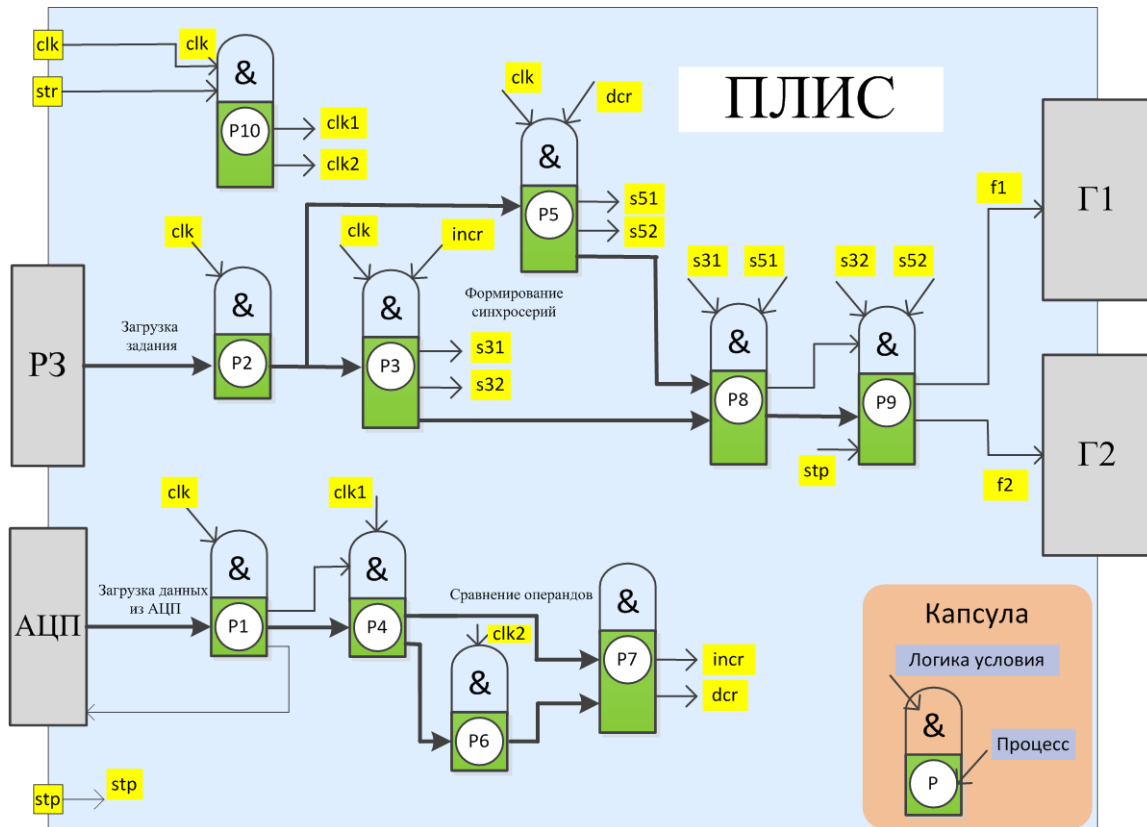 clk
clk
str
&
P10
clk1
clk2
clk
dcr
ПЛИС
&
P5
s51
s52
f1
Г1
clk
clk
incr
Формирование
синхросерий
s31
s51
s32
s52
РЗ
Загрузка
задания
&
P2
&
P3
s31
s32
&
P8
&
P9
stp
Г2
f2
clk
clk1
АЦП
Загрузка данных
из АЦП
&
P1
&
P4
Сравнение операндов
clk2
&
P6
&
P7
incr
dcr
Капсула
Логика условия
&
Процесс
P
stp
stp